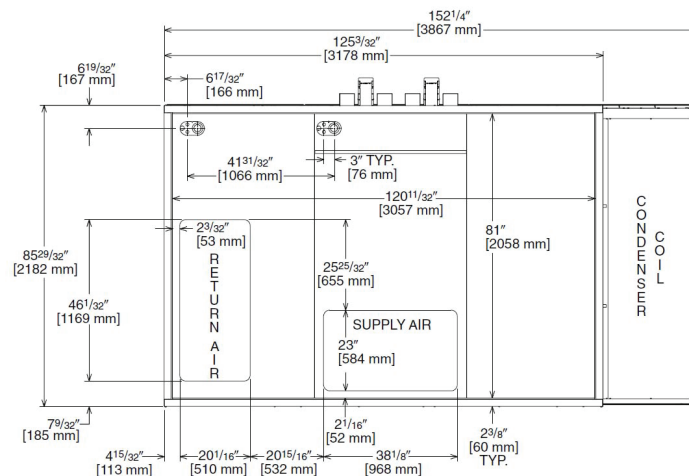 152 1/4"
[3867 mm]
125 3/32"
[3178 mm]
6 19/32"
[167 mm]
6 17/32"
[166 mm]
41 31/32"
[1066 mm]
3" TYP.
[76 mm]
120 11/32"
[3057 mm]
2 3/32"
[53 mm]
81"
[2058 mm]
85 29/32"
[2182 mm]
25 25/32"
[655 mm]
46 1/32"
[1169 mm]
RETURN AIR
SUPPLY AIR
23"
[584 mm]
CONDENSER
COIL
7 9/32"
[185 mm]
2 1/16"
[52 mm]
4 15/32"
[113 mm]
20 1/16"
[510 mm]
20 15/16"
[532 mm]
38 1/8"
[968 mm]
2 3/8"
[60 mm]
TYP.